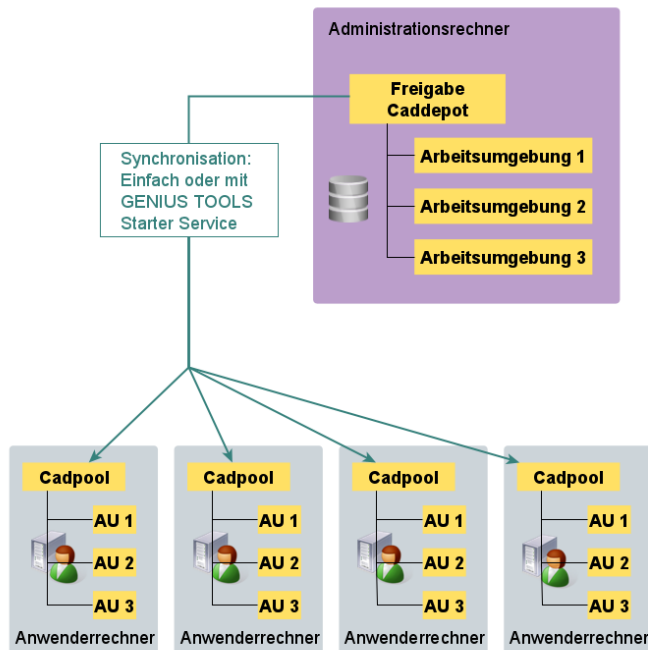 Administrationsrechner
Freigabe
Caddepot
Arbeitsumgebung 1
Arbeitsumgebung 2
Arbeitsumgebung 3
Synchronisation:
Einfach oder mit
GENIUS TOOLS
Starter Service
Cadpool
AU 1
AU 2
AU 3
Anwenderrechner
Cadpool
AU 1
AU 2
AU 3
Anwenderrechner
Cadpool
AU 1
AU 2
AU 3
Anwenderrechner
Cadpool
AU 1
AU 2
AU 3
Anwenderrechner